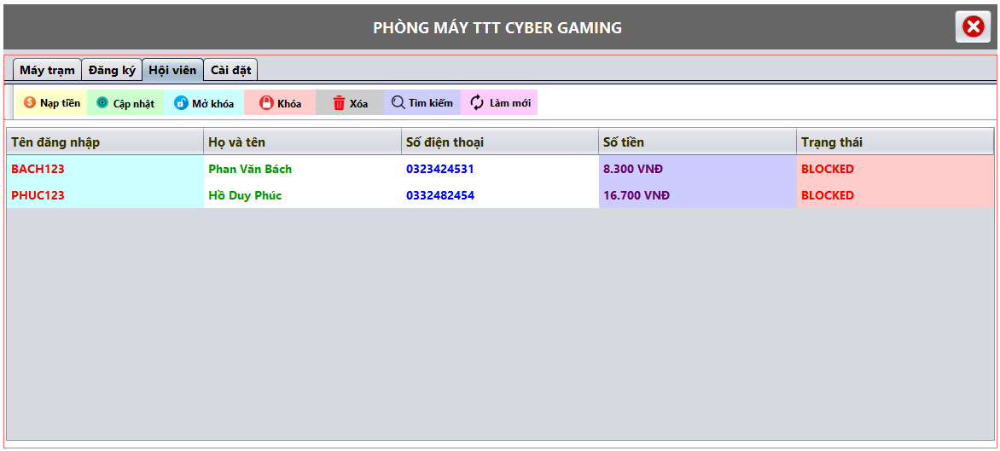 PHÒNG MÁY TTT CYBER GAMING
Máy trạm Đăng ký Hội viên Cài đặt
Nạp tiền Cập nhật Mở khóa Khóa Xóa Tìm kiếm Làm mới
Tên đăng nhập Họ và tên Số điện thoại Số tiền Trạng thái
BACH123 Phan Văn Bách 0323424531 8.300 VNĐ BLOCKED
PHUC123 Hồ Duy Phúc 0332482454 16.700 VNĐ BLOCKED